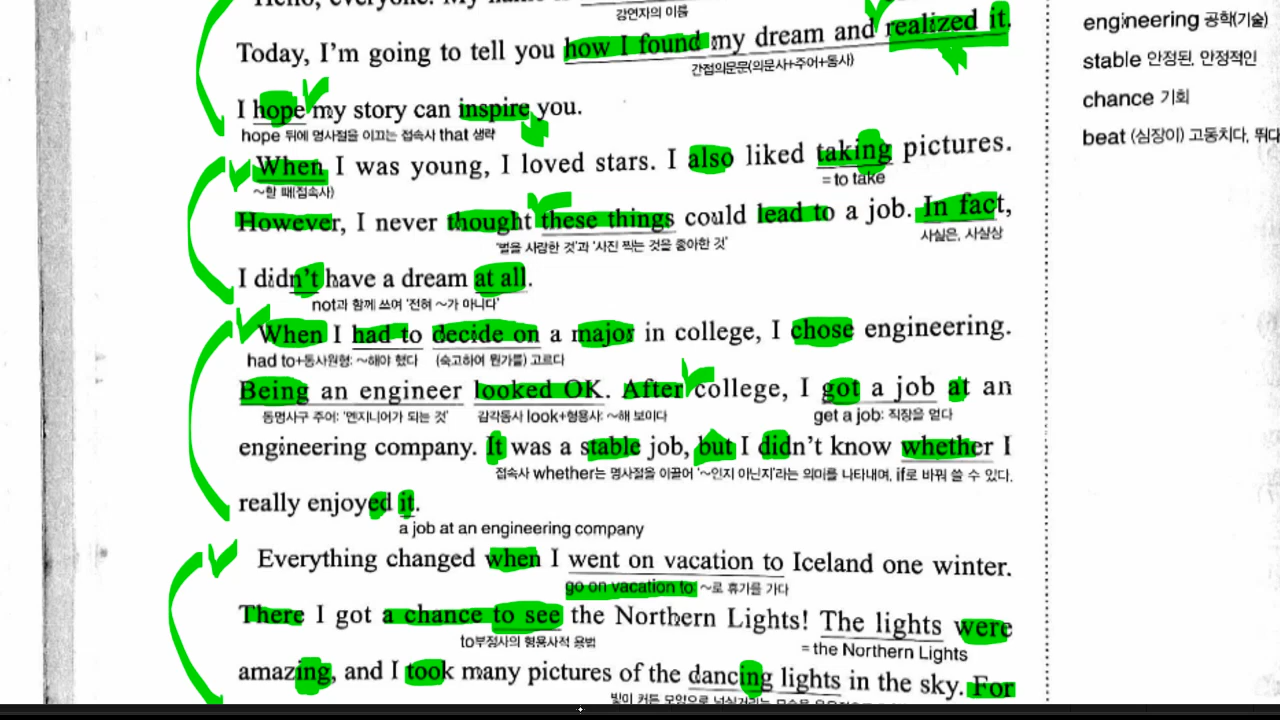 Hello, everyone. My name
강연자의 이름
Today, I'm going to tell you how I found my dream and realized it.
간접의문문(의문사+주어+동사)
I hope my story can inspire you.
hope 뒤에 명사절을 이끄는 접속사 that 생략
When I was young, I loved stars. I also liked taking pictures.
~할 때(접속사) = to take
However, I never thought these things could lead to a job. In fact,
'별을 사랑한 것'과 '사진 찍는 것을 좋아한 것' 사실은, 사실상
I didn't have a dream at all.
not과 함께 쓰여 '전혀 ~가 아니다'
When I had to decide on a major in college, I chose engineering.
had to+동사원형: ~해야 했다 (숙고하여 뭔가를) 고르다
Being an engineer looked OK. After college, I got a job at an
동명사구 주어: '엔지니어가 되는 것' 감각동사 look+형용사: ~해 보이다 get a job: 직장을 얻다
engineering company. It was a stable job, but I didn't know whether I
접속사 whether는 명사절을 이끌어 '~인지 아닌지'라는 의미를 나타내며, if로 바꿔 쓸 수 있다.
really enjoyed it.
a job at an engineering company
Everything changed when I went on vacation to Iceland one winter.
go on vacation to: ~로 휴가를 가다
There I got a chance to see the Northern Lights! The lights were
to부정사의 형용사적 용법 = the Northern Lights
amazing, and I took many pictures of the dancing lights in the sky. For
engineering 공학(기술)
stable 안정된, 안정적인
chance 기회
beat (심장이) 고동치다, 뛰다